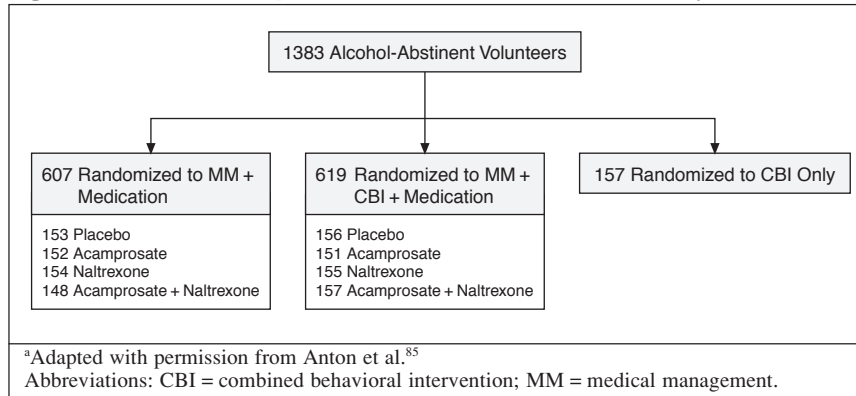 1383 Alcohol-Abstinent Volunteers
607 Randomized to MM +
Medication
153 Placebo
152 Acamprosate
154 Naltrexone
148 Acamprosate + Naltrexone
619 Randomized to MM +
CBI + Medication
156 Placebo
151 Acamprosate
155 Naltrexone
157 Acamprosate + Naltrexone
157 Randomized to CBI Only
aAdapted with permission from Anton et al.85
Abbreviations: CBI = combined behavioral intervention; MM = medical management.